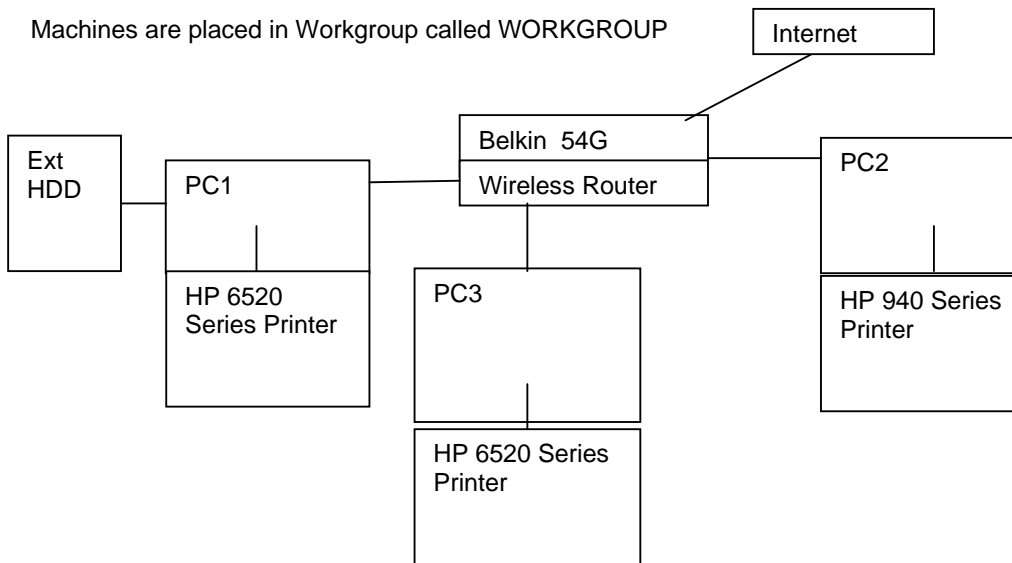 Machines are placed in Workgroup called WORKGROUP
Internet
Belkin 54G
Wireless Router
Ext
HDD
PC1
PC2
HP 6520
Series Printer
PC3
HP 940 Series
Printer
HP 6520 Series
Printer